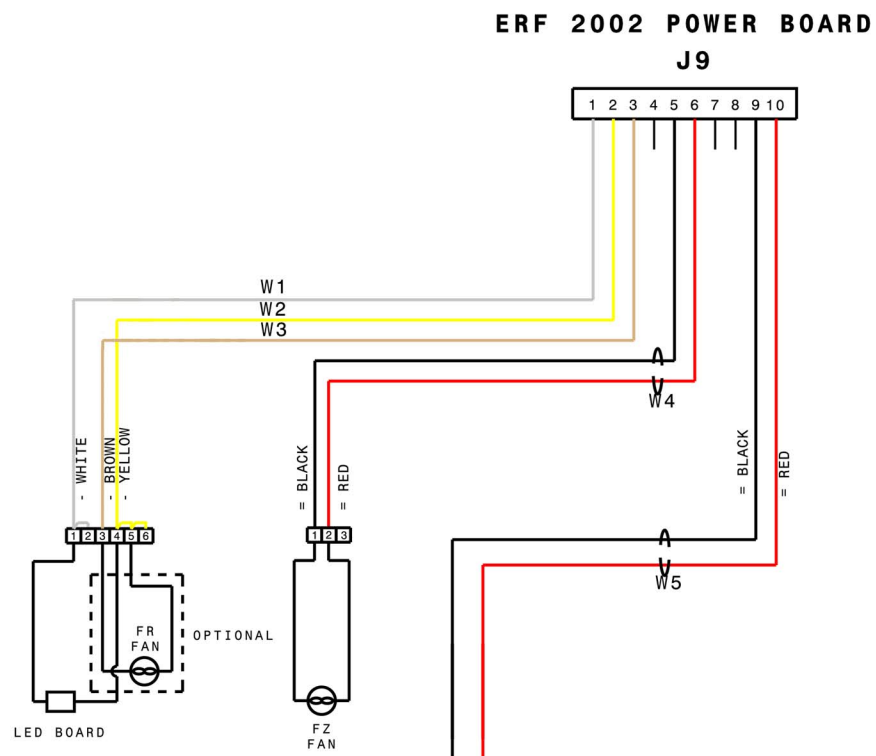 ERF 2002 POWER BOARD
J9
1 2 3 4 5 6 7 8 9 10
W1
W2
W3
W4
- WHITE
- BROWN
- YELLOW
= BLACK
= RED
= BLACK
= RED
1 2 3 4 5 6
1 2 3
W5
FR
FAN
OPTIONAL
LED BOARD
FZ
FAN